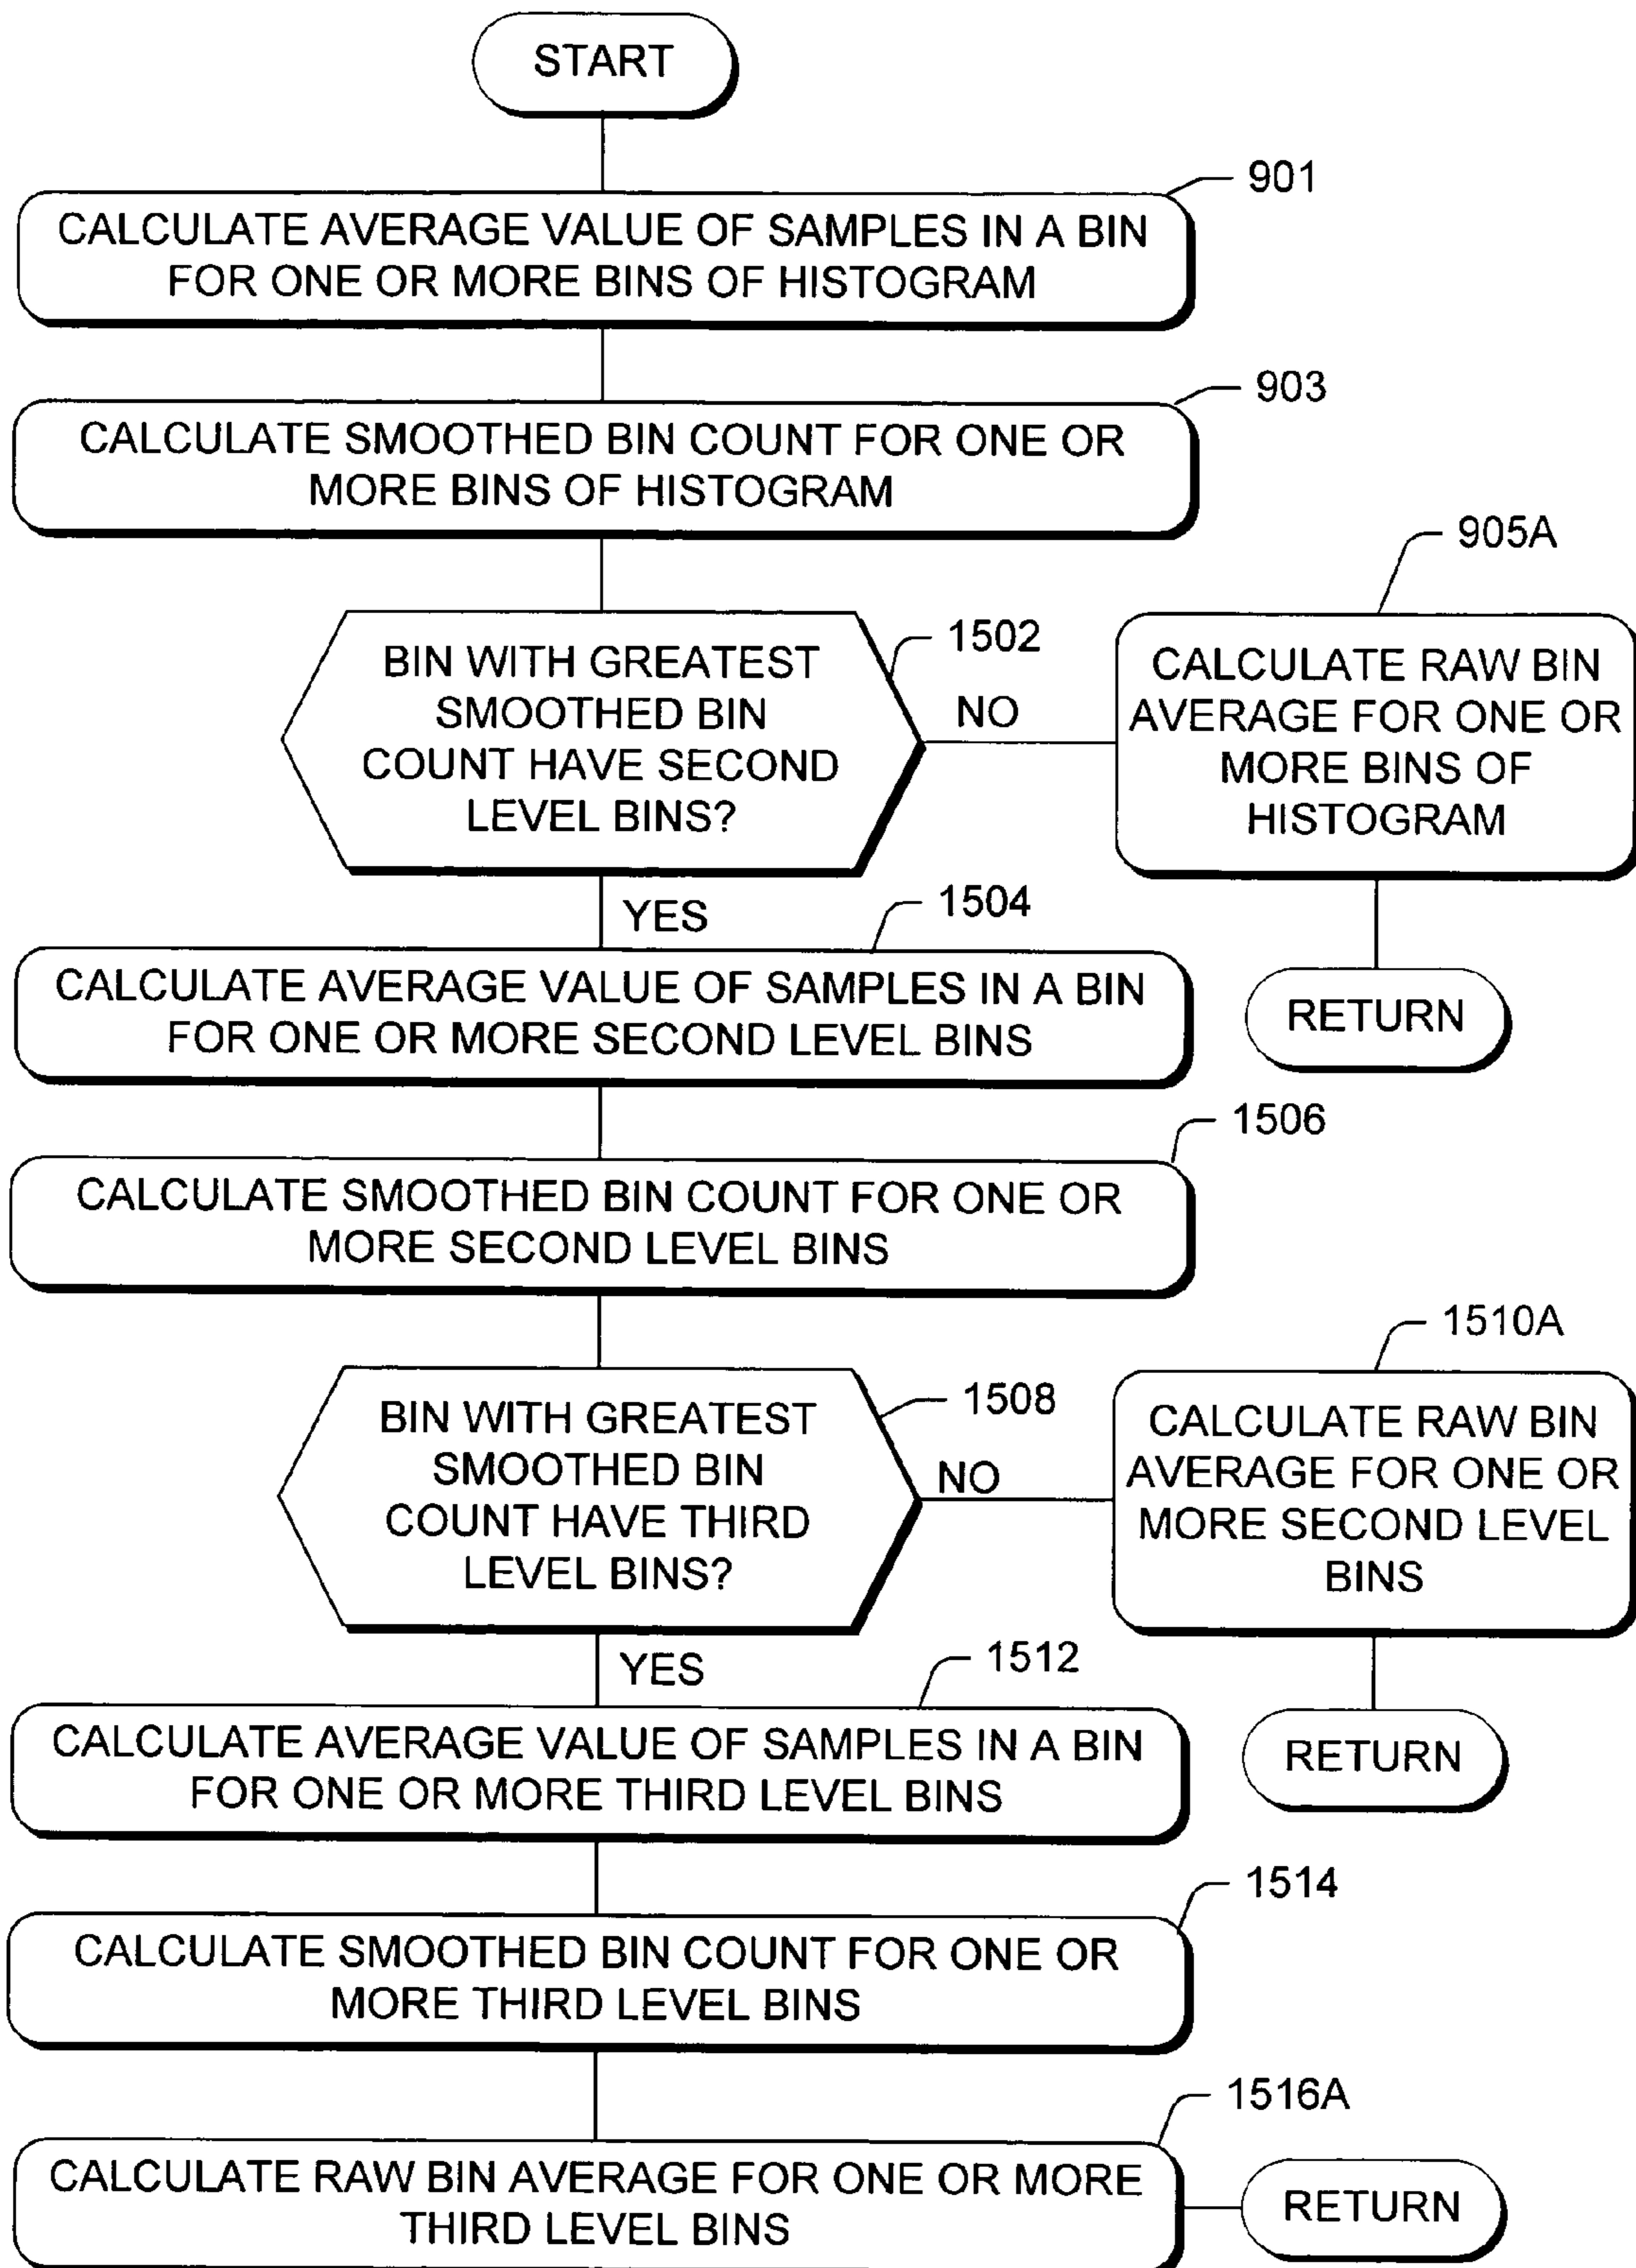 START
901
CALCULATE AVERAGE VALUE OF SAMPLES IN A BIN
FOR ONE OR MORE BINS OF HISTOGRAM
903
CALCULATE SMOOTHED BIN COUNT FOR ONE OR
MORE BINS OF HISTOGRAM
905A
1502
BIN WITH GREATEST
SMOOTHED BIN
COUNT HAVE SECOND
LEVEL BINS?
NO
CALCULATE RAW BIN
AVERAGE FOR ONE OR
MORE BINS OF
HISTOGRAM
RETURN
YES
1504
CALCULATE AVERAGE VALUE OF SAMPLES IN A BIN
FOR ONE OR MORE SECOND LEVEL BINS
1506
CALCULATE SMOOTHED BIN COUNT FOR ONE OR
MORE SECOND LEVEL BINS
1510A
1508
BIN WITH GREATEST
SMOOTHED BIN
COUNT HAVE THIRD
LEVEL BINS?
NO
CALCULATE RAW BIN
AVERAGE FOR ONE OR
MORE SECOND LEVEL
BINS
RETURN
YES
1512
CALCULATE AVERAGE VALUE OF SAMPLES IN A BIN
FOR ONE OR MORE THIRD LEVEL BINS
1514
CALCULATE SMOOTHED BIN COUNT FOR ONE OR
MORE THIRD LEVEL BINS
1516A
CALCULATE RAW BIN AVERAGE FOR ONE OR MORE
THIRD LEVEL BINS
RETURN